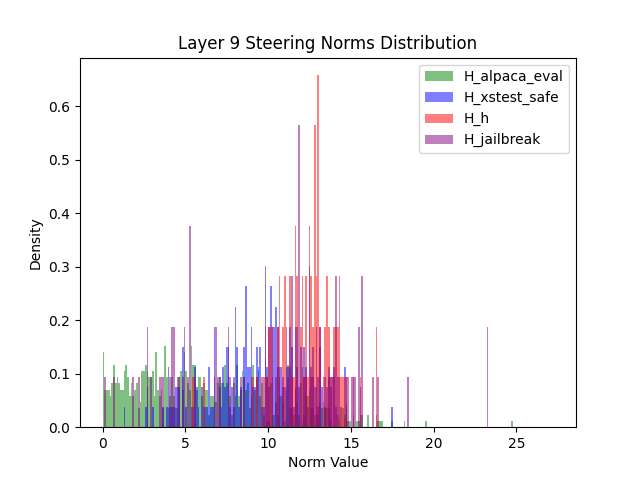 Layer 9 Steering Norms Distribution
H_alpaca_eval
H_xstest_safe
H_h
H_jailbreak
Density
0.6
0.5
0.4
0.3
0.2
0.1
0.0
0
5
10
15
20
25
Norm Value